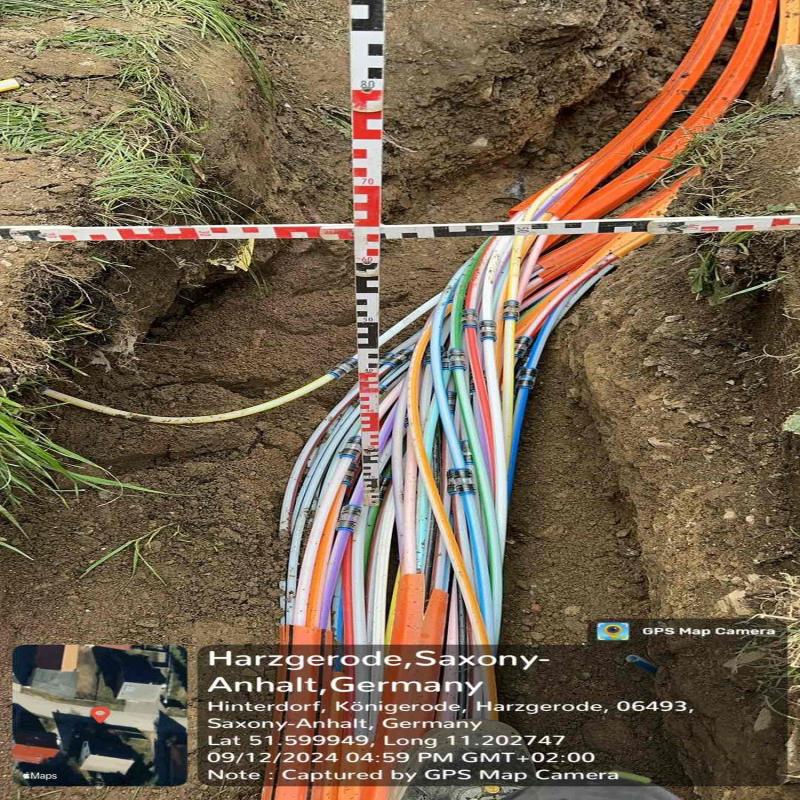 80
70
60
50
GPS Map Camera
Harzgerode,Saxony-
Anhalt,Germany
Hinterdorf, Königerode, Harzgerode, 06493,
Saxony-Anhalt, Germany
Lat 51.599949, Long 11.202747
09/12/2024 04:59 PM GMT+02:00
Note : Captured by GPS Map Camera
Maps